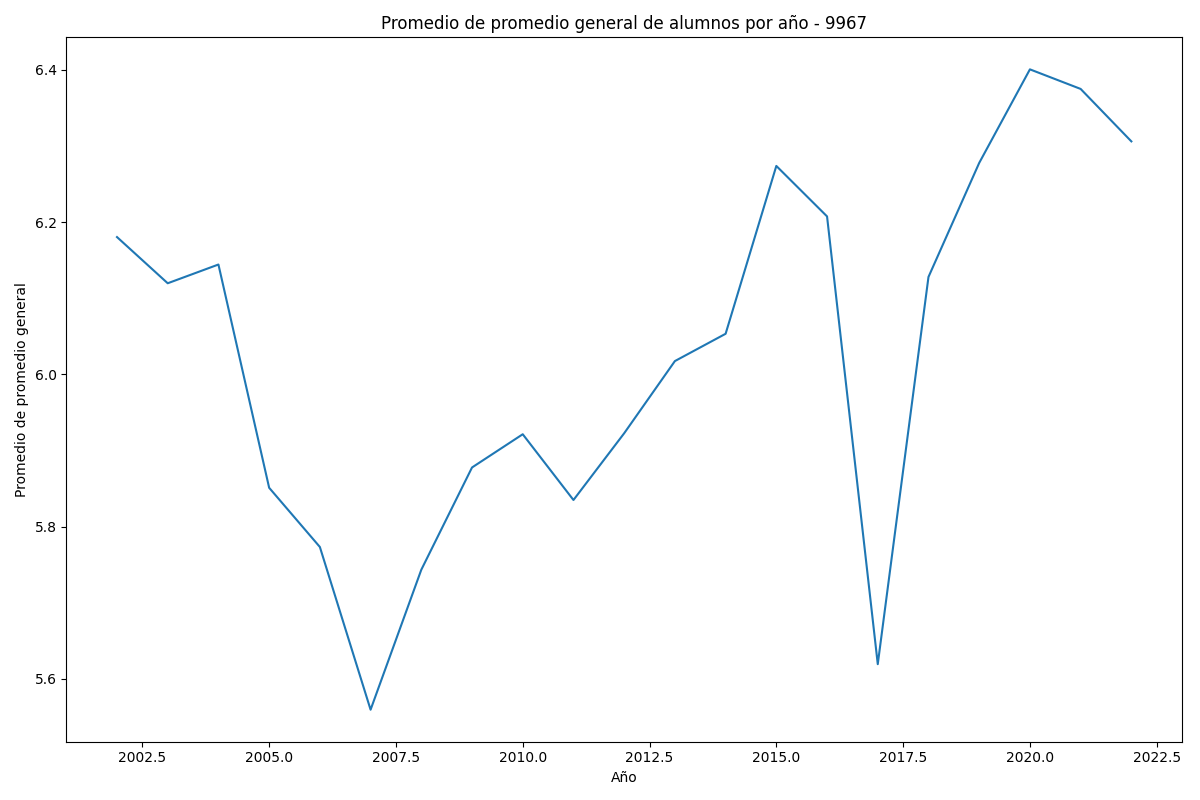 Promedio de promedio general de alumnos por año - 9967
Promedio de promedio general
6.4
6.2
6.0
5.8
5.6
2002.5 2005.0 2007.5 2010.0 2012.5 2015.0 2017.5 2020.0 2022.5
Año